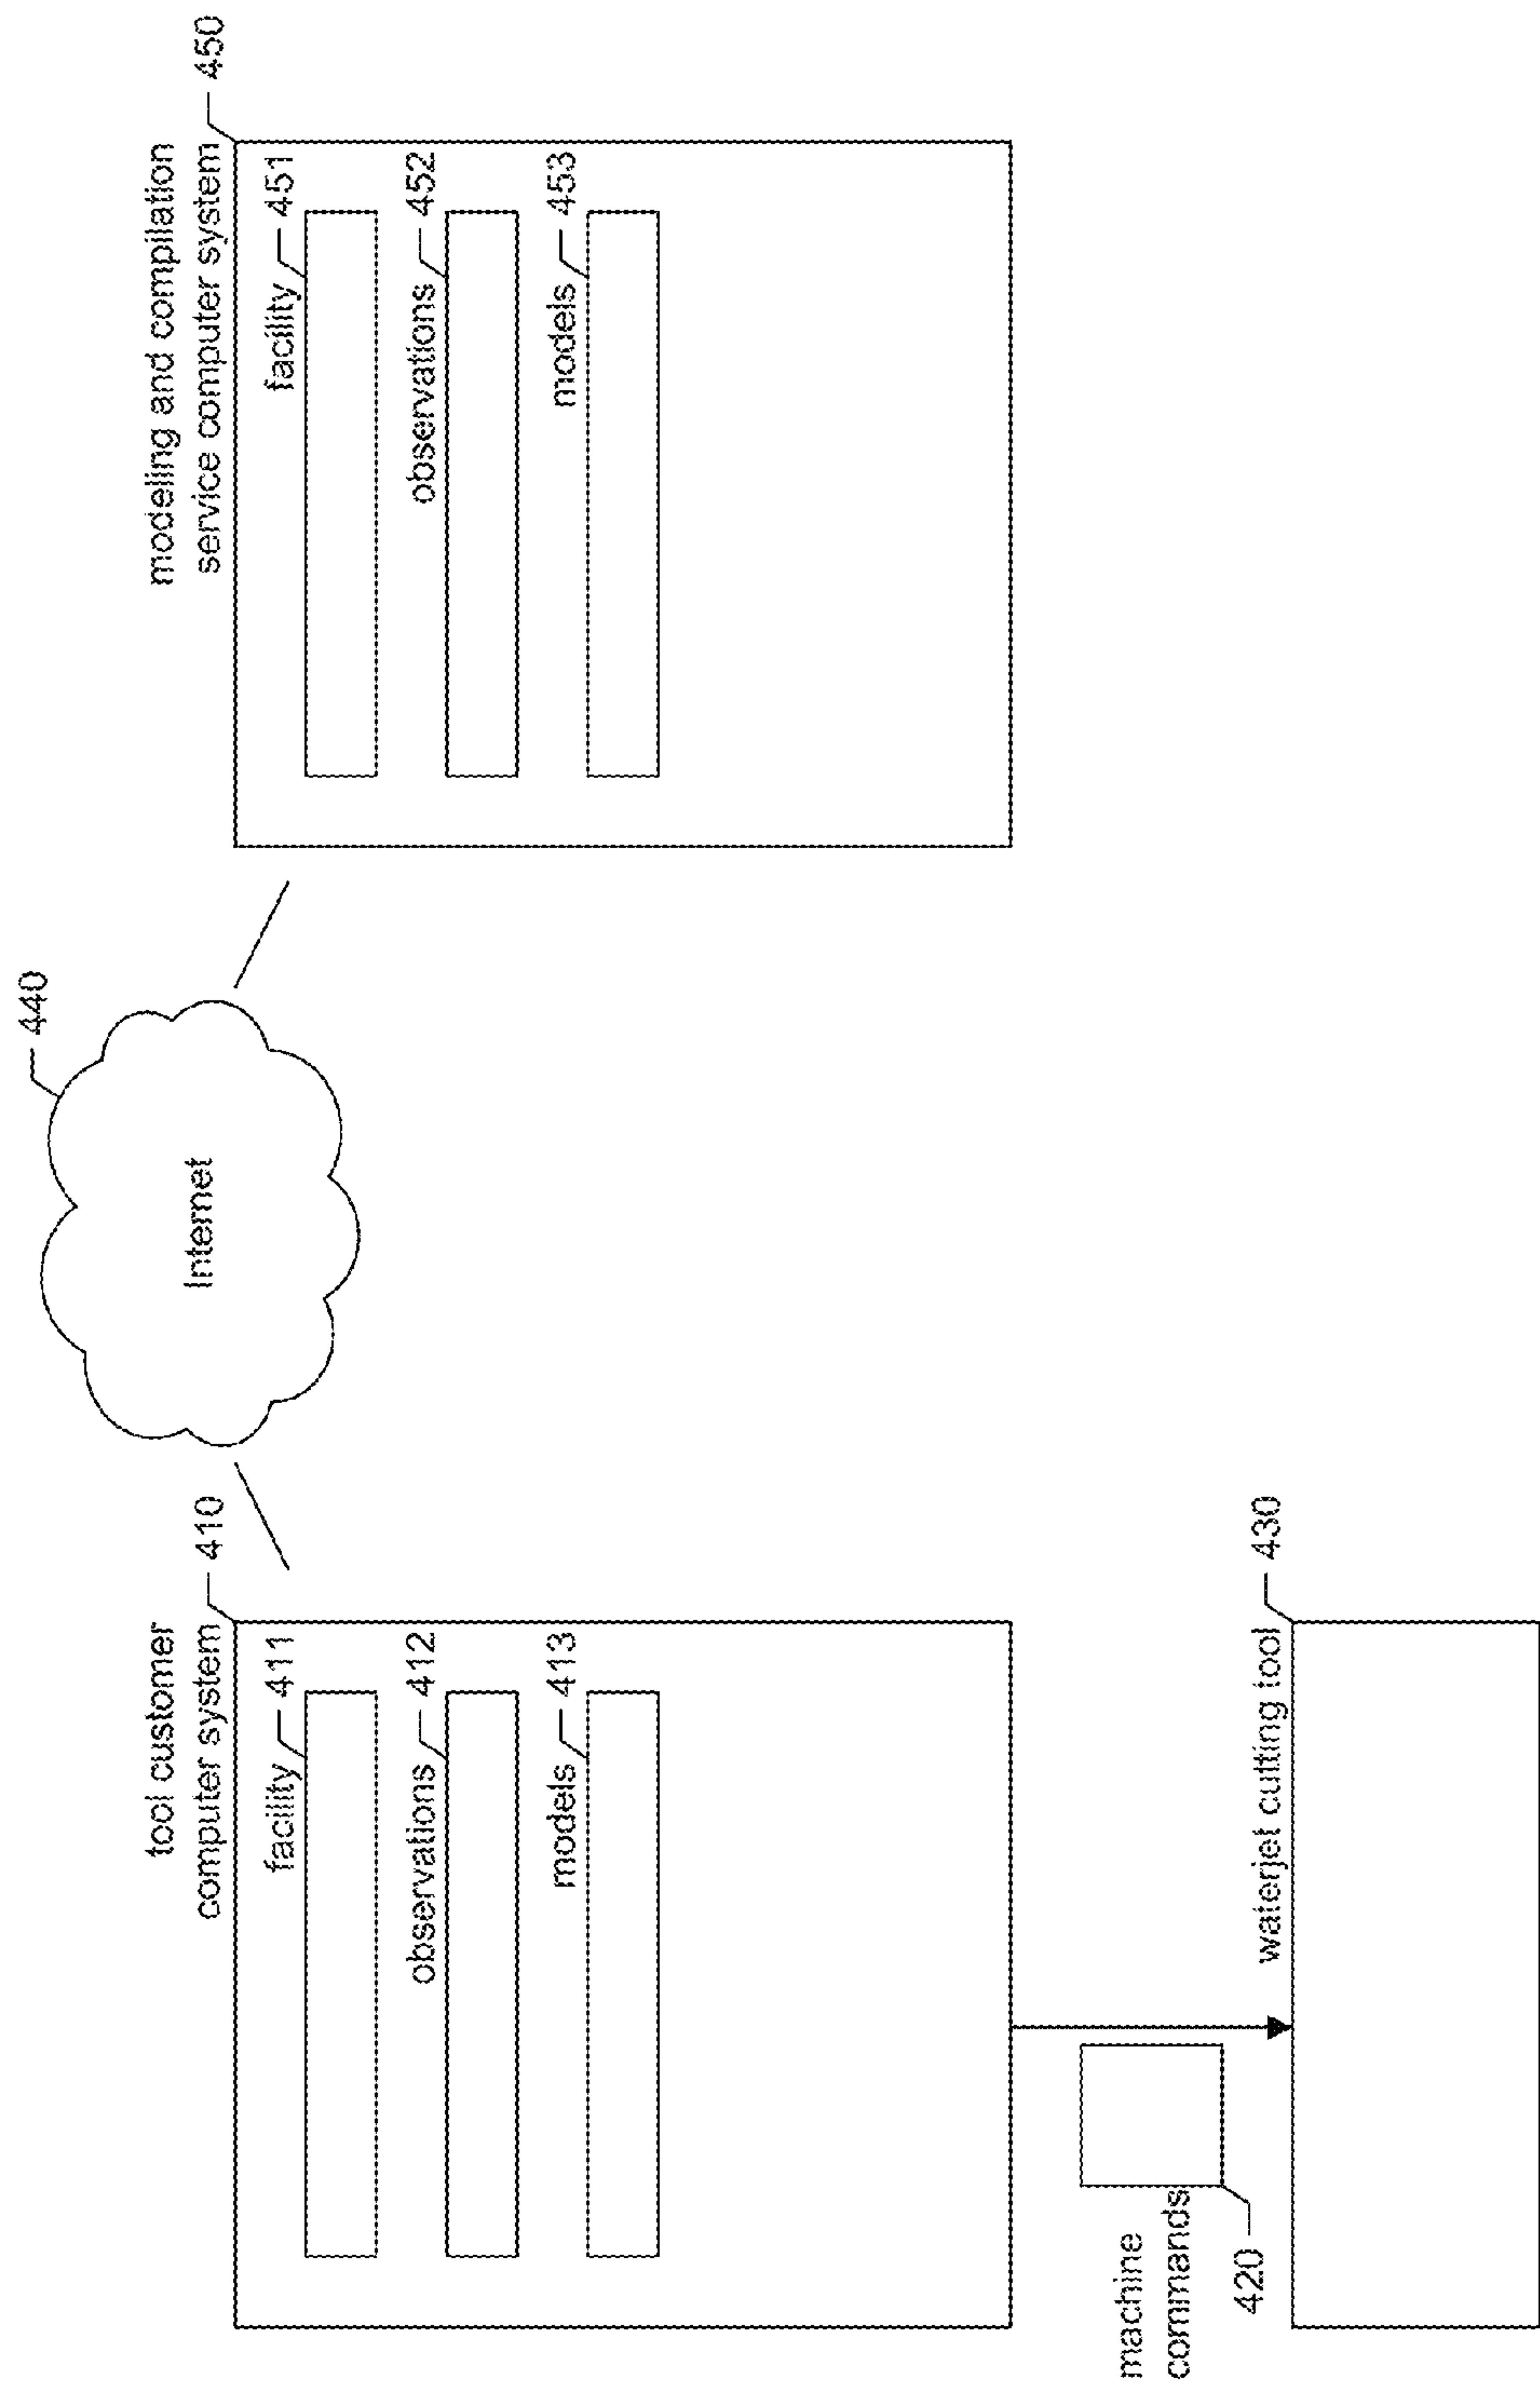 440
Internet
tool customer
computer system
410
facility
411
observations
412
models
413
modeling and compilation
service computer system
450
facility
451
observations
452
models
453
machine
commands
420
waterjet cutting tool
430